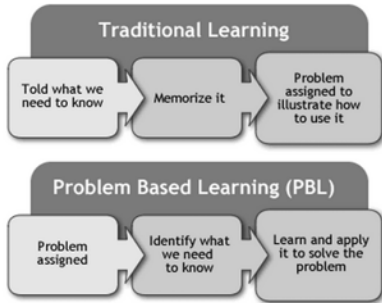 Traditional Learning
Told what we
need to know
Memorize it
Problem
assigned to
illustrate how
to use it
Problem Based Learning (PBL)
Problem
assigned
Identify what
we need
to know
Learn and apply
it to solve the
problem